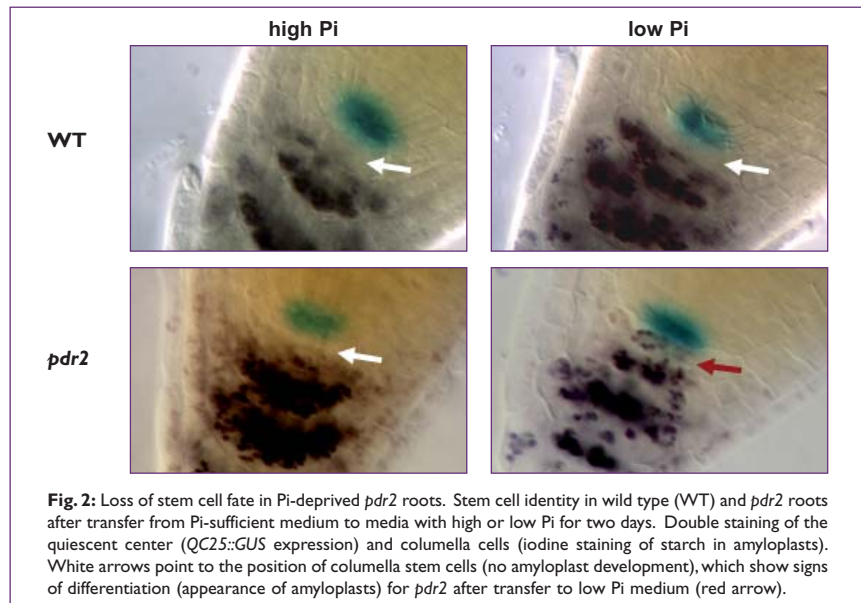 high Pi low Pi
WT
pdr2
Fig. 2: Loss of stem cell fate in Pi-deprived pdr2 roots. Stem cell identity in wild type (WT) and pdr2 roots
after transfer from Pi-sufficient medium to media with high or low Pi for two days. Double staining of the
quiescent center (QC25::GUS expression) and columella cells (iodine staining of starch in amyloplasts).
White arrows point to the position of columella stem cells (no amyloplast development), which show signs
of differentiation (appearance of amyloplasts) for pdr2 after transfer to low Pi medium (red arrow).